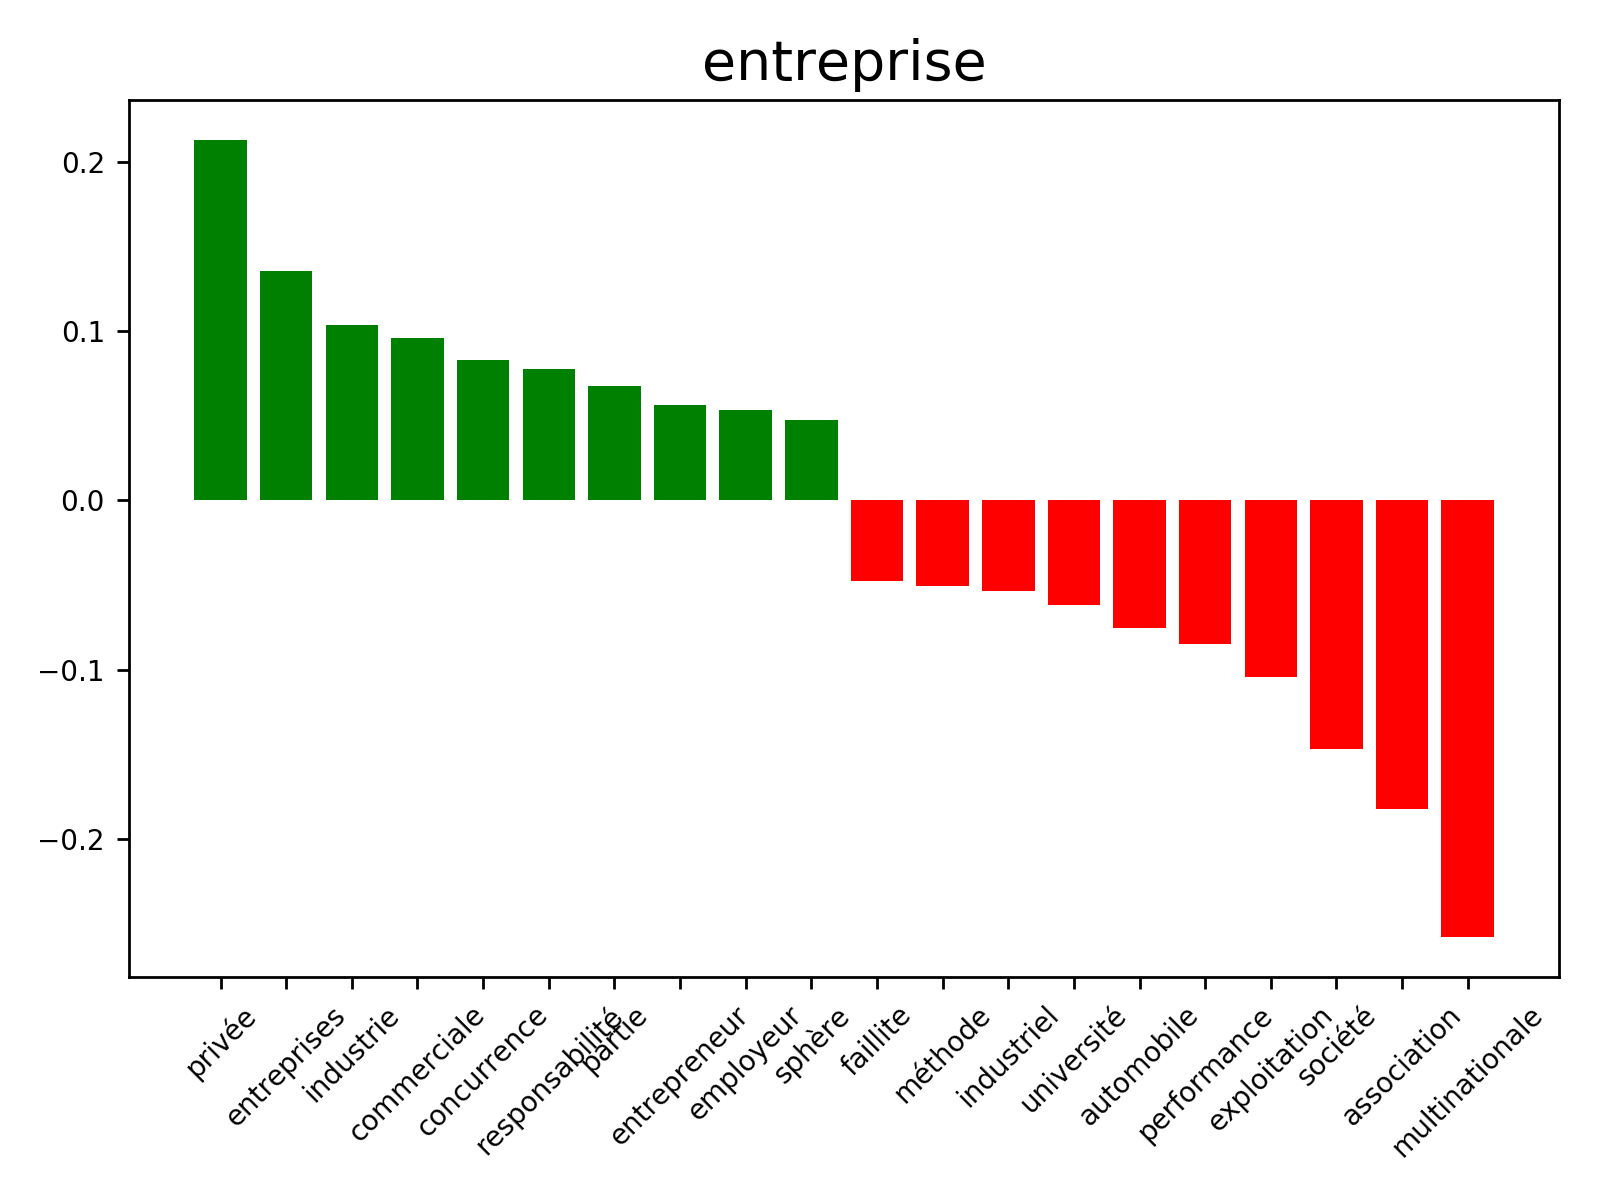 entreprise
0.2
0.1
0.0
−0.1
−0.2
privée
entreprises
industrie
commerciale
concurrence
responsabilité
partie
entrepreneur
employeur
sphère
faillite
méthode
industriel
université
automobile
performance
exploitation
société
association
multinationale